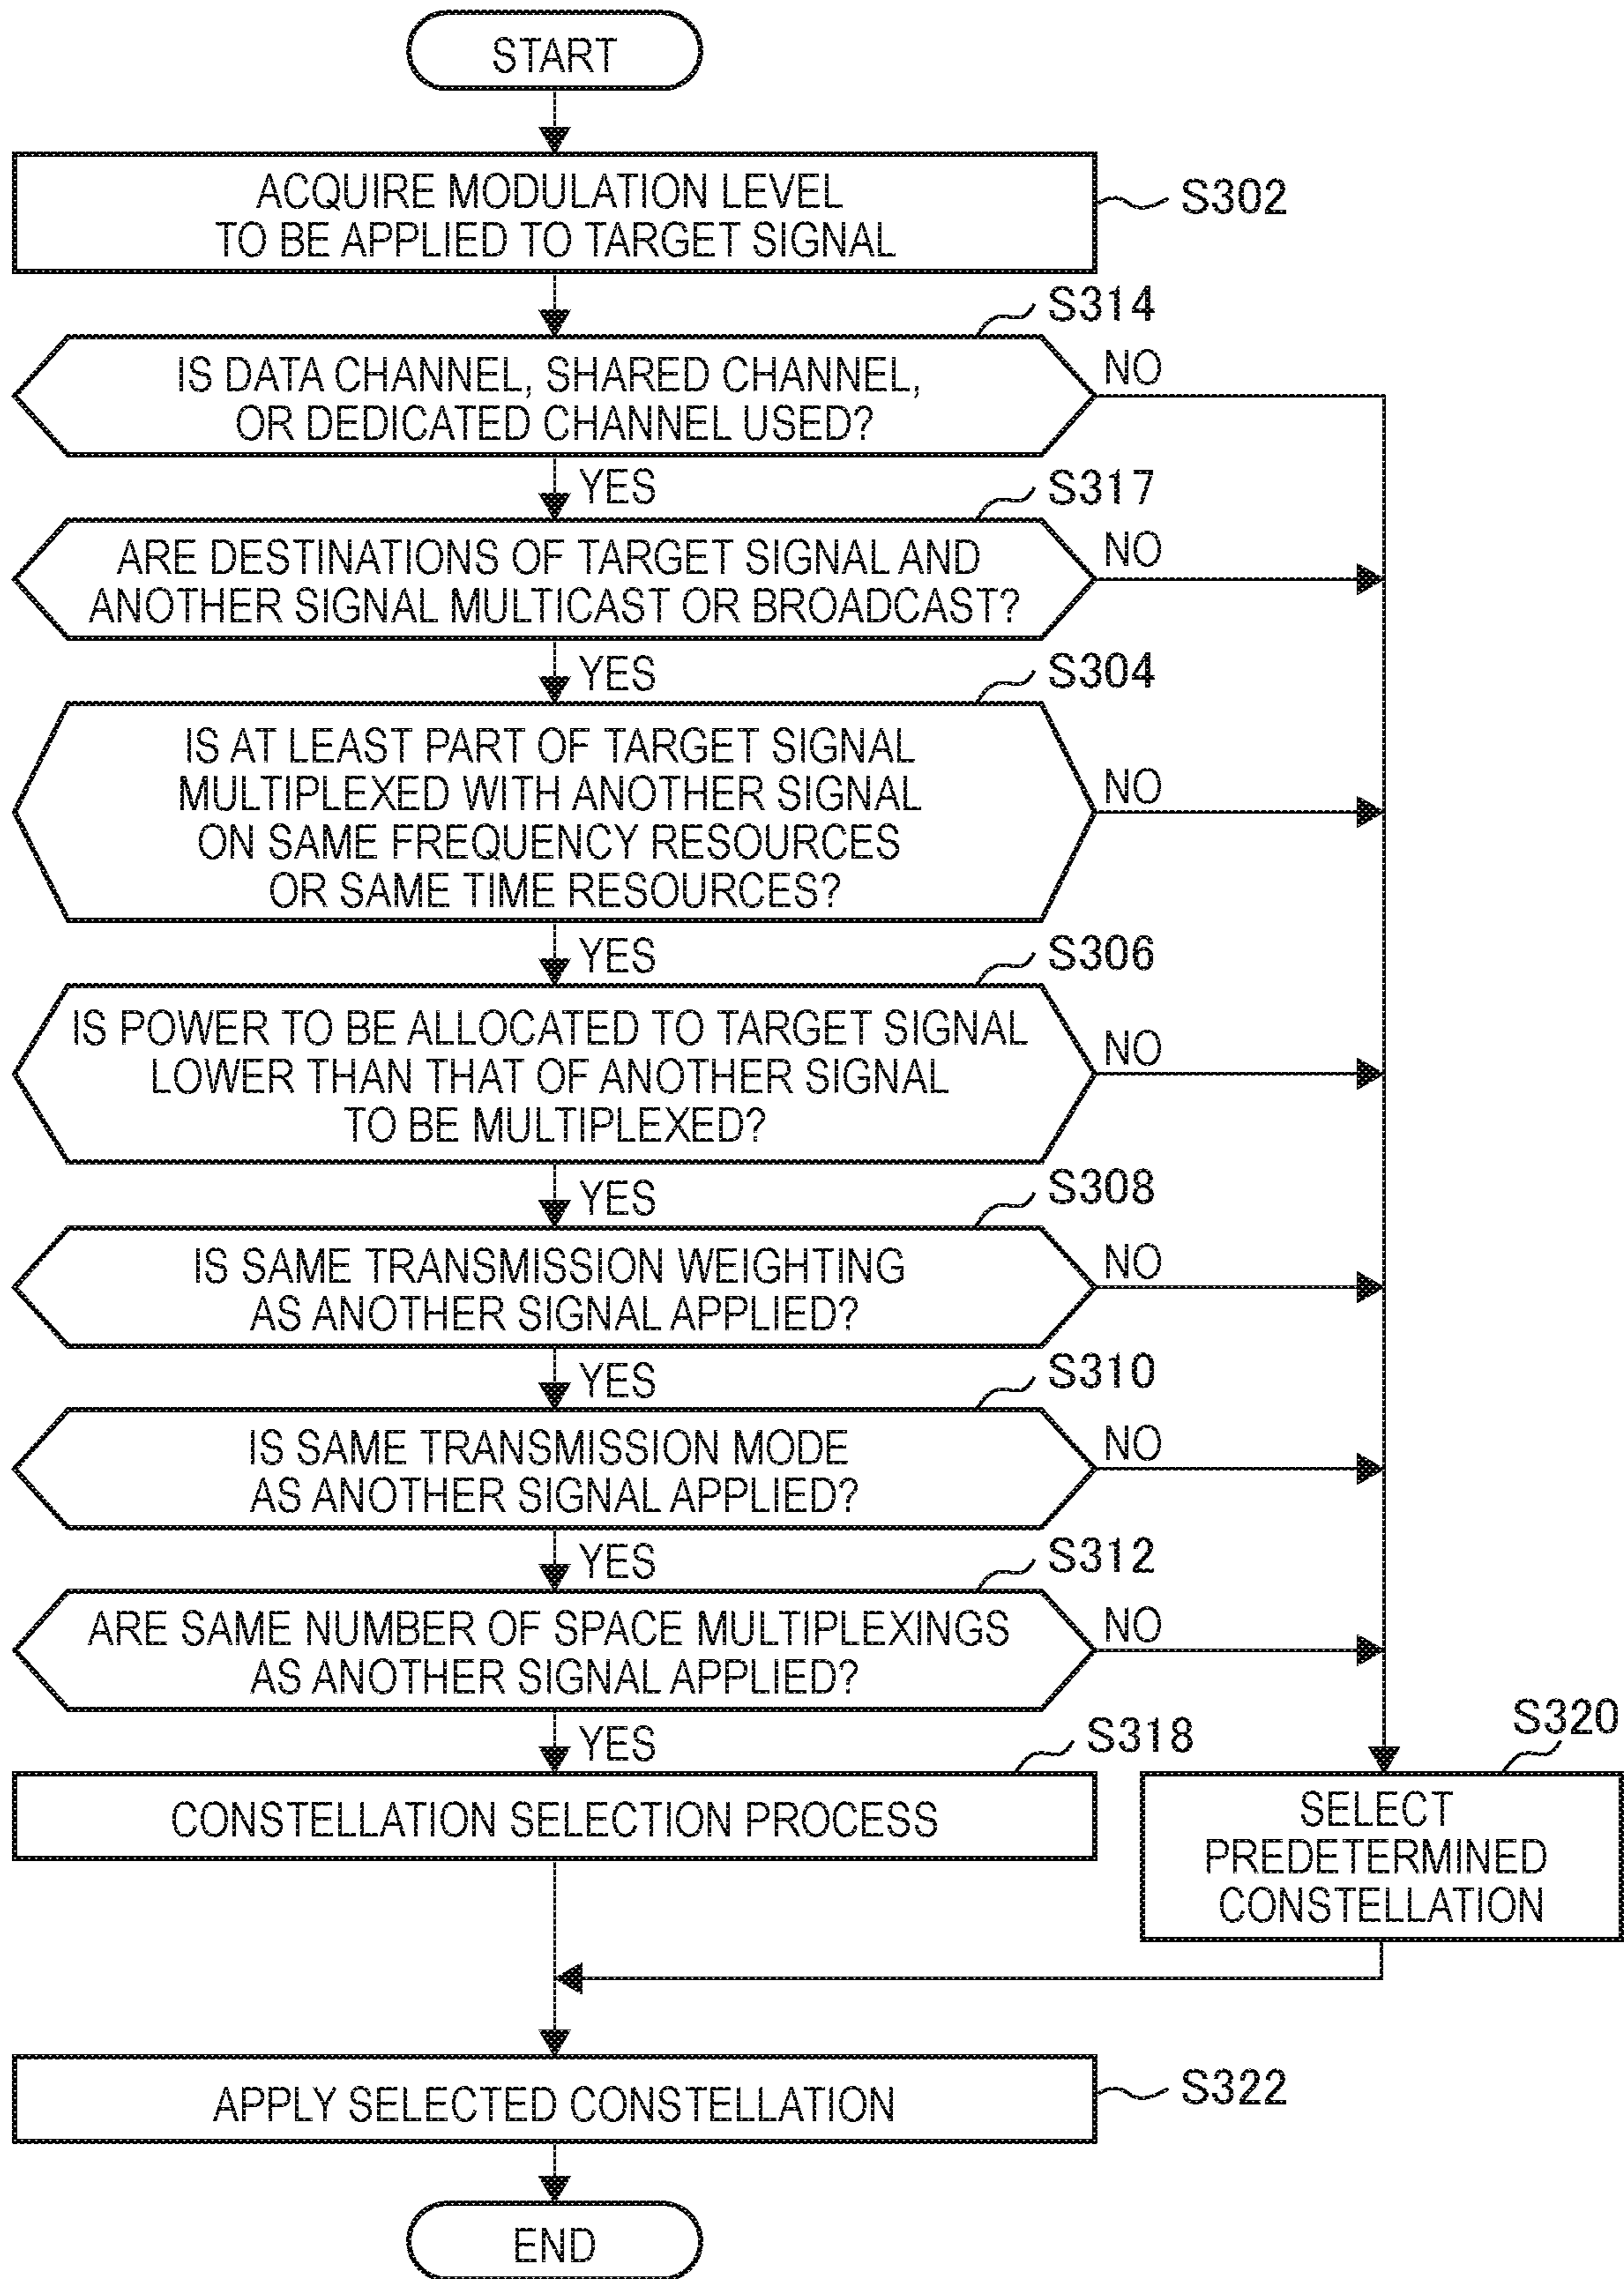 START
ACQUIRE MODULATION LEVEL
TO BE APPLIED TO TARGET SIGNAL
S302
S314
IS DATA CHANNEL, SHARED CHANNEL,
OR DEDICATED CHANNEL USED?
NO
YES
S317
ARE DESTINATIONS OF TARGET SIGNAL AND
ANOTHER SIGNAL MULTICAST OR BROADCAST?
NO
YES
S304
IS AT LEAST PART OF TARGET SIGNAL
MULTIPLEXED WITH ANOTHER SIGNAL
ON SAME FREQUENCY RESOURCES
OR SAME TIME RESOURCES?
NO
YES
S306
IS POWER TO BE ALLOCATED TO TARGET SIGNAL
LOWER THAN THAT OF ANOTHER SIGNAL
TO BE MULTIPLEXED?
NO
YES
S308
IS SAME TRANSMISSION WEIGHTING
AS ANOTHER SIGNAL APPLIED?
NO
YES
S310
IS SAME TRANSMISSION MODE
AS ANOTHER SIGNAL APPLIED?
NO
YES
S312
ARE SAME NUMBER OF SPACE MULTIPLEXINGS
AS ANOTHER SIGNAL APPLIED?
NO
YES
S318
CONSTELLATION SELECTION PROCESS
S320
SELECT
PREDETERMINED
CONSTELLATION
APPLY SELECTED CONSTELLATION
S322
END